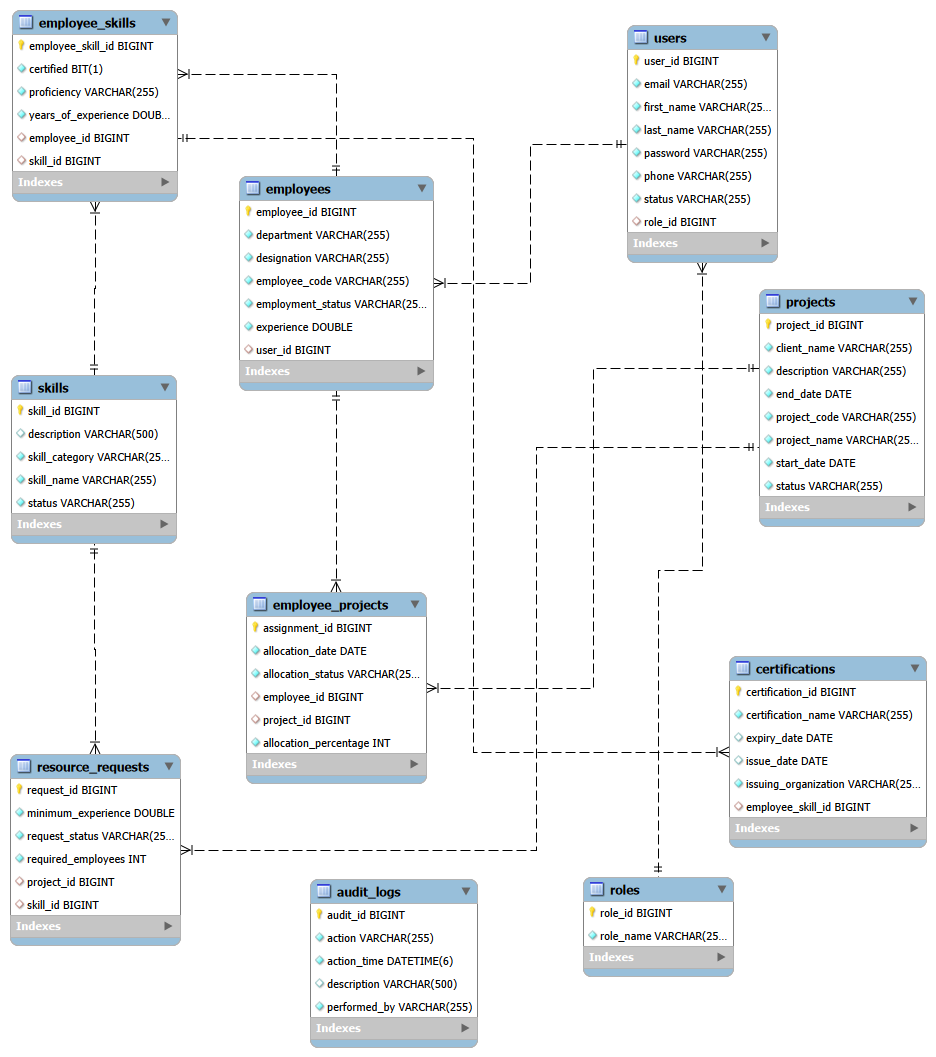 employee_skills
employee_skill_id BIGINT
certified BIT(1)
proficiency VARCHAR(255)
years_of_experience DOUB...
employee_id BIGINT
skill_id BIGINT
Indexes
users
user_id BIGINT
email VARCHAR(255)
first_name VARCHAR(25...
last_name VARCHAR(255)
password VARCHAR(255)
phone VARCHAR(255)
status VARCHAR(255)
role_id BIGINT
Indexes
employees
employee_id BIGINT
department VARCHAR(255)
designation VARCHAR(255)
employee_code VARCHAR(255)
employment_status VARCHAR(25...
experience DOUBLE
user_id BIGINT
Indexes
projects
project_id BIGINT
client_name VARCHAR(255)
description VARCHAR(255)
end_date DATE
project_code VARCHAR(255)
project_name VARCHAR(25...
start_date DATE
status VARCHAR(255)
Indexes
skills
skill_id BIGINT
description VARCHAR(500)
skill_category VARCHAR(25...
skill_name VARCHAR(255)
status VARCHAR(255)
Indexes
employee_projects
assignment_id BIGINT
allocation_date DATE
allocation_status VARCHAR(25...
employee_id BIGINT
project_id BIGINT
allocation_percentage INT
Indexes
certifications
certification_id BIGINT
certification_name VARCHAR(255)
expiry_date DATE
issue_date DATE
issuing_organization VARCHAR(25...
employee_skill_id BIGINT
Indexes
resource_requests
request_id BIGINT
minimum_experience DOUBLE
request_status VARCHAR(25...
required_employees INT
project_id BIGINT
skill_id BIGINT
Indexes
audit_logs
audit_id BIGINT
action VARCHAR(255)
action_time DATETIME(6)
description VARCHAR(500)
performed_by VARCHAR(255)
Indexes
roles
role_id BIGINT
role_name VARCHAR(25...
Indexes